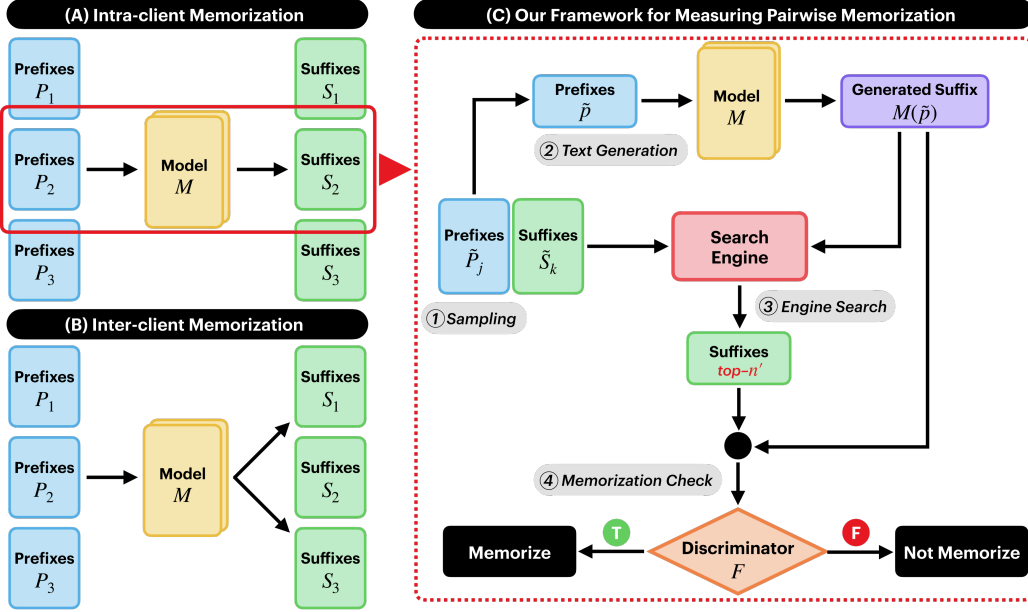 (A) Intra-client Memorization
Prefixes
P₁
Suffixes
S₁
Prefixes
P₂
Model
M
Suffixes
S₂
Prefixes
P₃
Suffixes
S₃
(B) Inter-client Memorization
Prefixes
P₁
Suffixes
S₁
Prefixes
P₂
Model
M
Suffixes
S₂
Prefixes
P₃
Suffixes
S₃
(C) Our Framework for Measuring Pairwise Memorization
Prefixes
p̃
Model
M
Generated Suffix
M(p̃)
② Text Generation
Prefixes
P̃ⱼ
Suffixes
S̃ₖ
Search
Engine
① Sampling
③ Engine Search
Suffixes
top-n′
④ Memorization Check
Memorize
T
Discriminator
F
F
Not Memorize